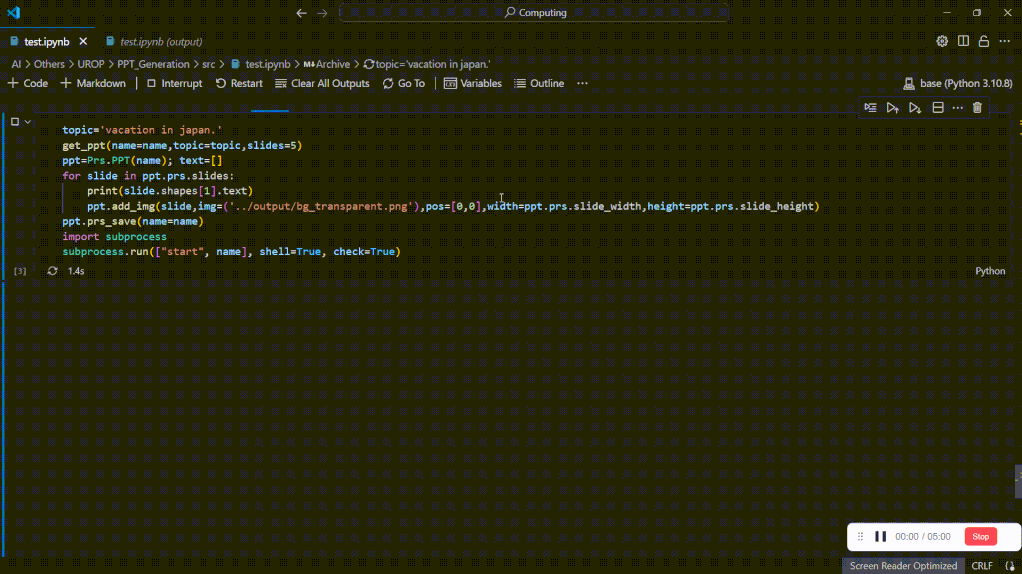 Computing
test.ipynb
test.ipynb (output)
AI > Others > UROP > PPT_Generation > src > test.ipynb > M↓Archive > topic='vacation in japan.'
+ Code + Markdown | Interrupt Restart Clear All Outputs Go To | Variables Outline ... base (Python 3.10.8)
topic='vacation in japan.'
get_ppt(name=name,topic=topic,slides=5)
ppt=Prs.PPT(name); text=[]
for slide in ppt.prs.slides:
print(slide.shapes[1].text)
ppt.add_img(slide,img=('../output/bg_transparent.png'),pos=[0,0],width=ppt.prs.slide_width,height=ppt.prs.slide_height)
ppt.prs_save(name=name)
import subprocess
subprocess.run(["start", name], shell=True, check=True)
[3] 1.4s Python
00:00 / 05:00 Stop
Screen Reader Optimized CRLF